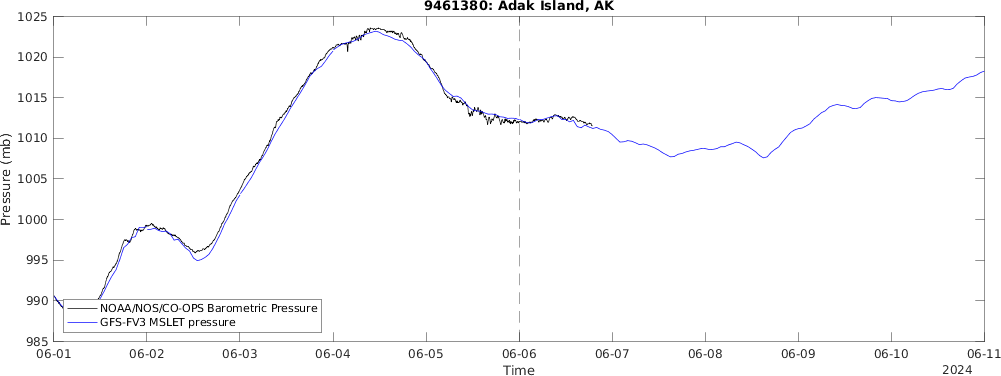 9461380: Adak Island, AK
Pressure (mb)
1025
1020
1015
1010
1005
1000
995
990
985
NOAA/NOS/CO-OPS Barometric Pressure
GFS-FV3 MSLET pressure
06-01 06-02 06-03 06-04 06-05 06-06 06-07 06-08 06-09 06-10 06-11
Time
2024